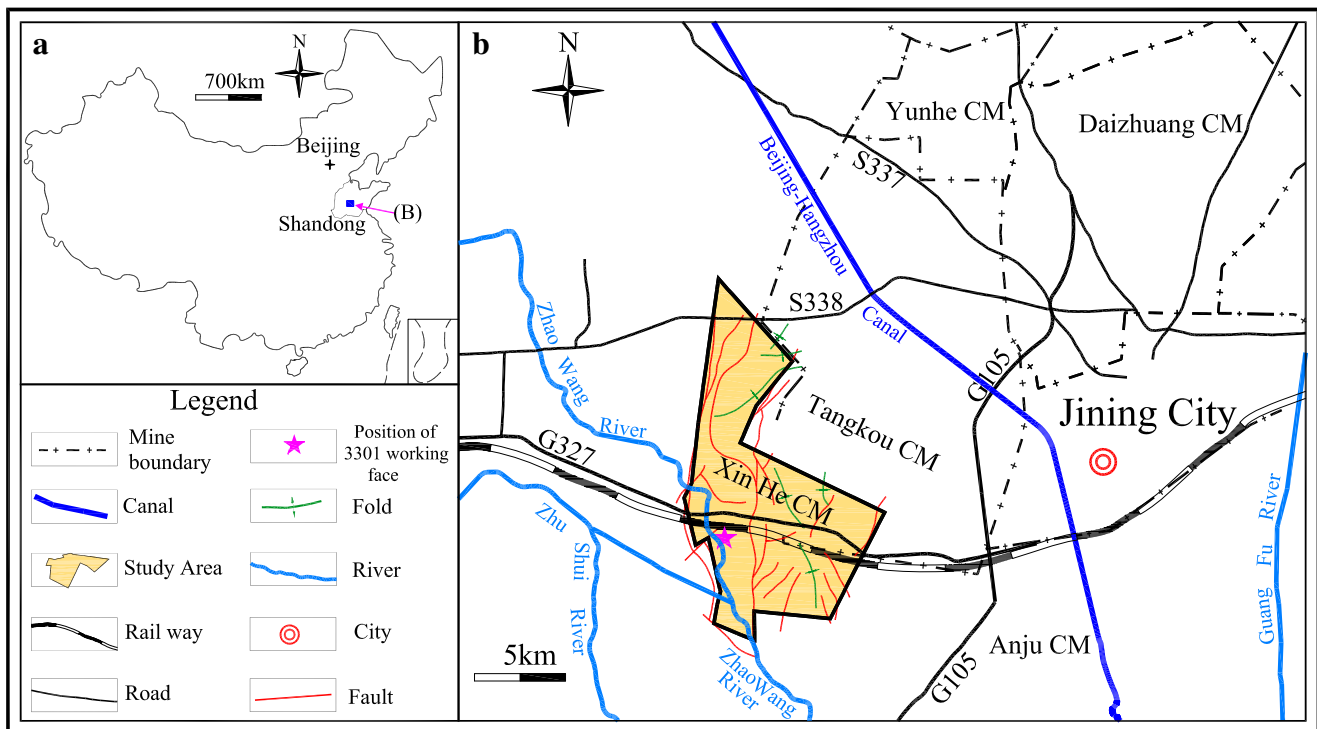 a
N
700km
Beijing
(B)
Shandong
Legend
Mine
boundary
Position of
3301 working
face
Canal
Fold
Study Area
River
Rail way
City
Road
Fault
b
N
Yunhe CM
Daizhuang CM
S337
Beijing-Hangzhou
Canal
S338
Zhao
Wang
River
G105
Jining City
Tangkou CM
G327
Xin He CM
Zhu
Shui
River
Guang Fu River
5km
ZhaoWang
River
Anju CM
G105